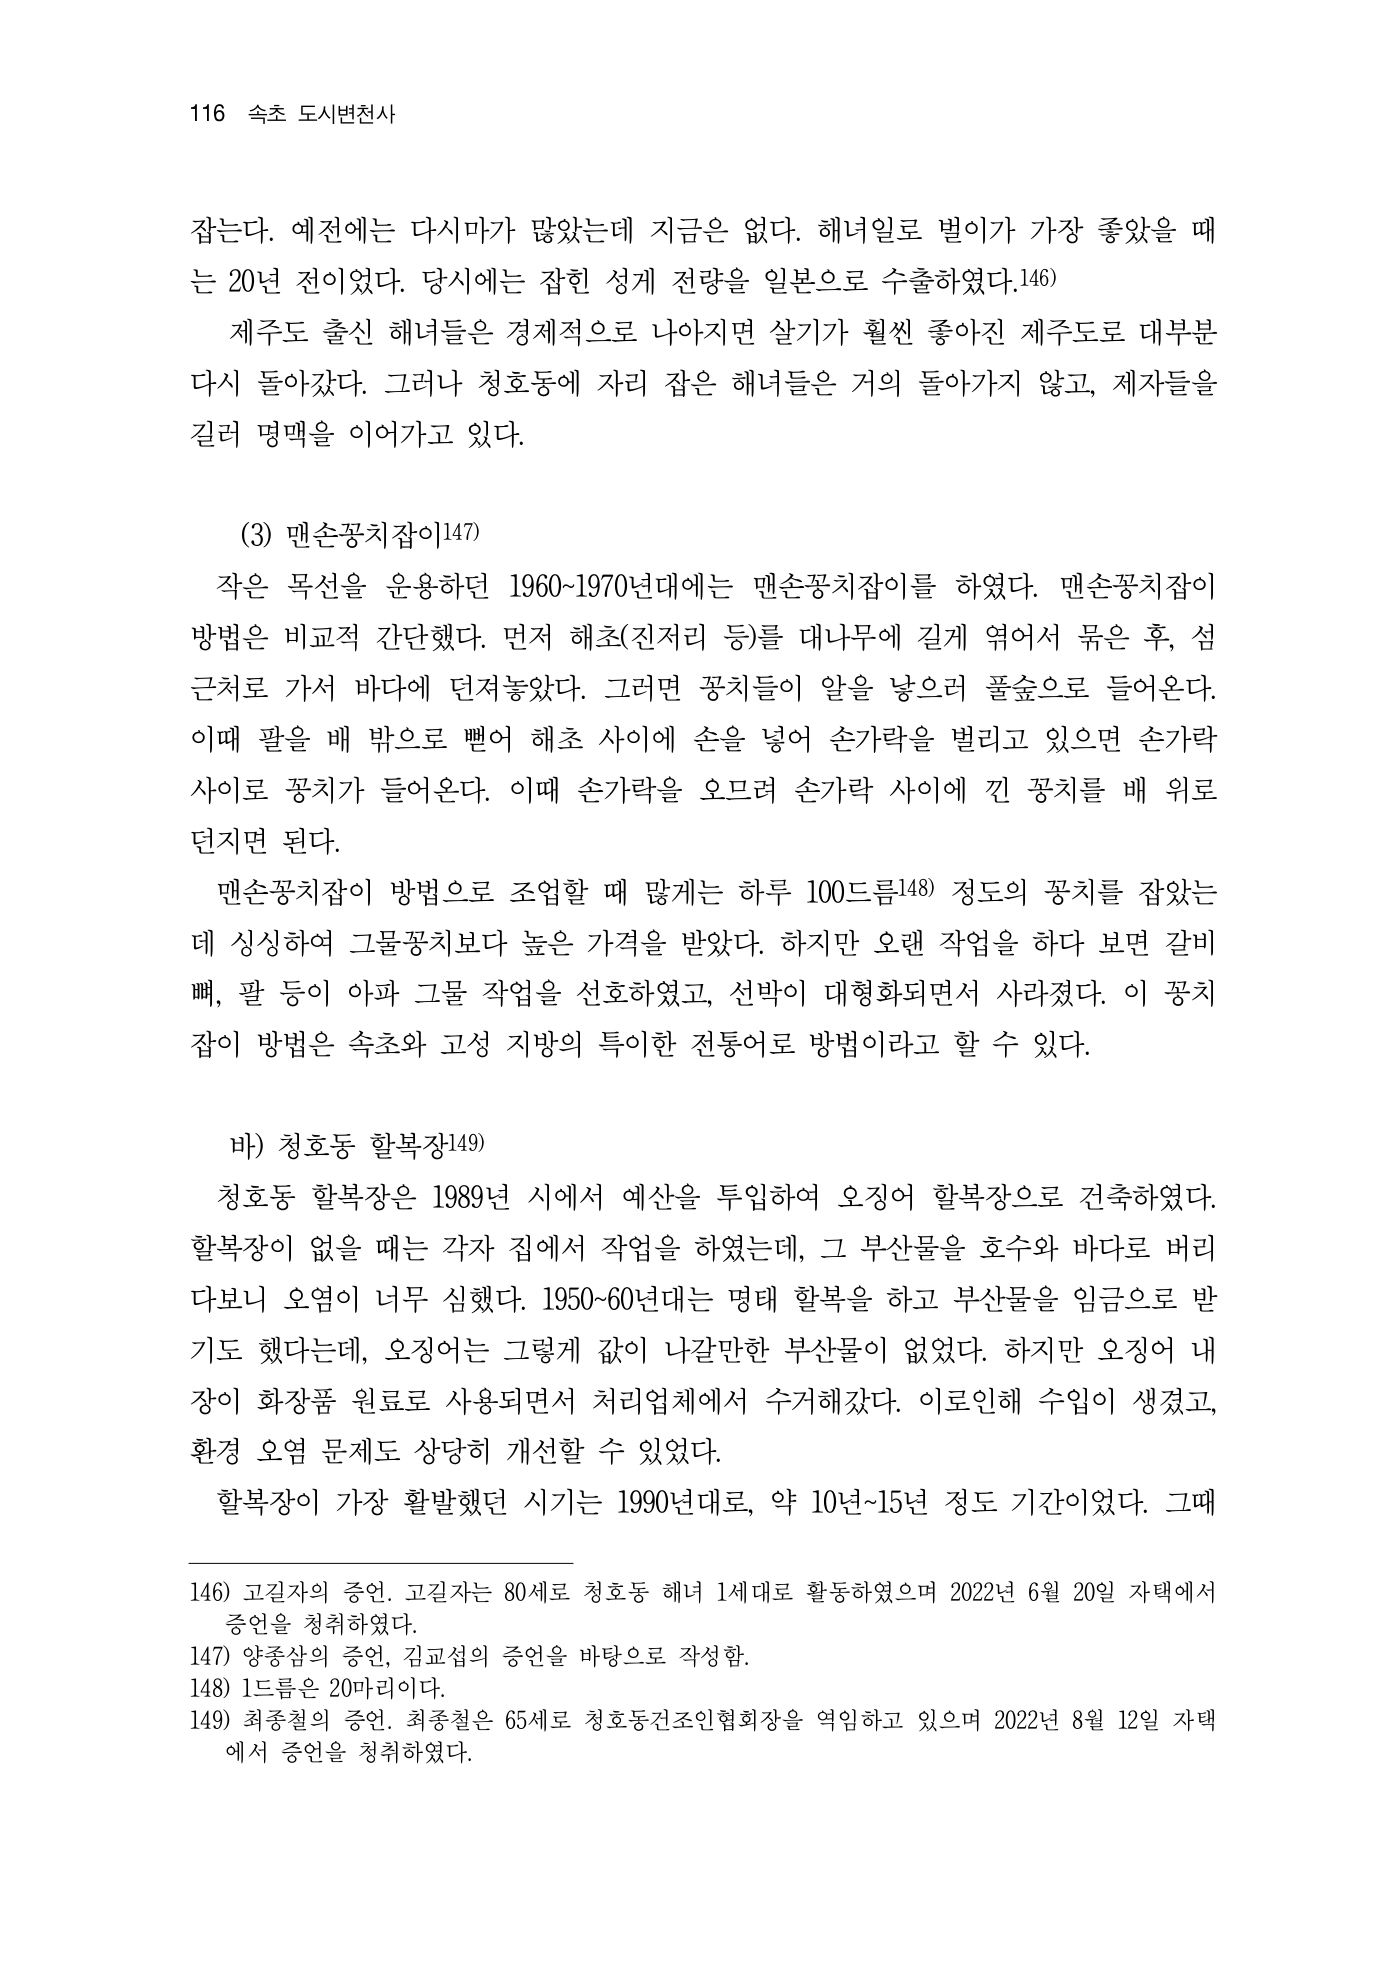 116 속초 도시변천사
잡는다. 예전에는 다시마가 많았는데 지금은 없다. 해녀일로 벌이가 가장 좋았을 때
는 20년 전이었다. 당시에는 잡힌 성게 전량을 일본으로 수출하였다.146)
제주도 출신 해녀들은 경제적으로 나아지면 살기가 훨씬 좋아진 제주도로 대부분
다시 돌아갔다. 그러나 청호동에 자리 잡은 해녀들은 거의 돌아가지 않고, 제자들을
길러 명맥을 이어가고 있다.
(3) 맨손꽁치잡이147)
작은 목선을 운용하던 1960~1970년대에는 맨손꽁치잡이를 하였다. 맨손꽁치잡이
방법은 비교적 간단했다. 먼저 해초(진저리 등)를 대나무에 길게 엮어서 묶은 후, 섬
근처로 가서 바다에 던져놓았다. 그러면 꽁치들이 알을 낳으러 풀숲으로 들어온다.
이때 팔을 배 밖으로 뻗어 해초 사이에 손을 넣어 손가락을 벌리고 있으면 손가락
사이로 꽁치가 들어온다. 이때 손가락을 오므려 손가락 사이에 낀 꽁치를 배 위로
던지면 된다.
맨손꽁치잡이 방법으로 조업할 때 많게는 하루 100드름148) 정도의 꽁치를 잡았는
데 싱싱하여 그물꽁치보다 높은 가격을 받았다. 하지만 오랜 작업을 하다 보면 갈비
뼈, 팔 등이 아파 그물 작업을 선호하였고, 선박이 대형화되면서 사라졌다. 이 꽁치
잡이 방법은 속초와 고성 지방의 특이한 전통어로 방법이라고 할 수 있다.
바) 청호동 할복장149)
청호동 할복장은 1989년 시에서 예산을 투입하여 오징어 할복장으로 건축하였다.
할복장이 없을 때는 각자 집에서 작업을 하였는데, 그 부산물을 호수와 바다로 버리
다보니 오염이 너무 심했다. 1950~60년대는 명태 할복을 하고 부산물을 임금으로 받
기도 했다는데, 오징어는 그렇게 값이 나갈만한 부산물이 없었다. 하지만 오징어 내
장이 화장품 원료로 사용되면서 처리업체에서 수거해갔다. 이로인해 수입이 생겼고,
환경 오염 문제도 상당히 개선할 수 있었다.
할복장이 가장 활발했던 시기는 1990년대로, 약 10년~15년 정도 기간이었다. 그때
146) 고길자의 증언. 고길자는 80세로 청호동 해녀 1세대로 활동하였으며 2022년 6월 20일 자택에서
증언을 청취하였다.
147) 양종삼의 증언, 김교섭의 증언을 바탕으로 작성함.
148) 1드름은 20마리이다.
149) 최종철의 증언. 최종철은 65세로 청호동건조인협회장을 역임하고 있으며 2022년 8월 12일 자택
에서 증언을 청취하였다.